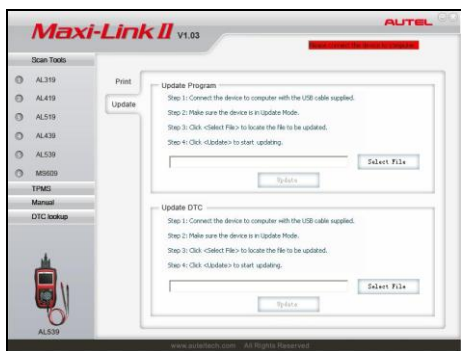 AUTEL
Maxi-Link II V1.03
Please connect the device to computer
Scan Tools
AL319
AL419
AL519
AL439
AL539
MS609
TPMS
Manual
DTC lookup
AL539
Print
Update
Update Program
Step 1: Connect the device to computer with the USB cable supplied.
Step 2: Make sure the device is in Update Mode.
Step 3: Click <Select File> to locate the file to be updated.
Step 4: Click <Update> to start updating.
Select File
Update
Update DTC
Step 1: Connect the device to computer with the USB cable supplied.
Step 2: Make sure the device is in Update Mode.
Step 3: Click <Select File> to locate the file to be updated.
Step 4: Click <Update> to start updating.
Select File
Update
www.auteltech.com All Rights Reserved